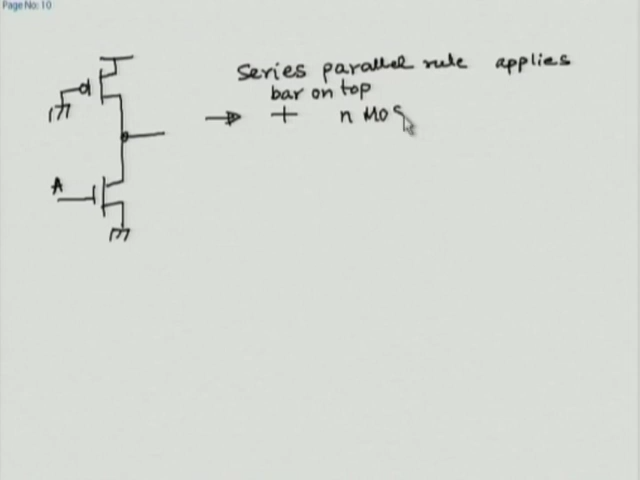 Page No: 10
Series parallel rule applies
bar on top
+ n MOS
A